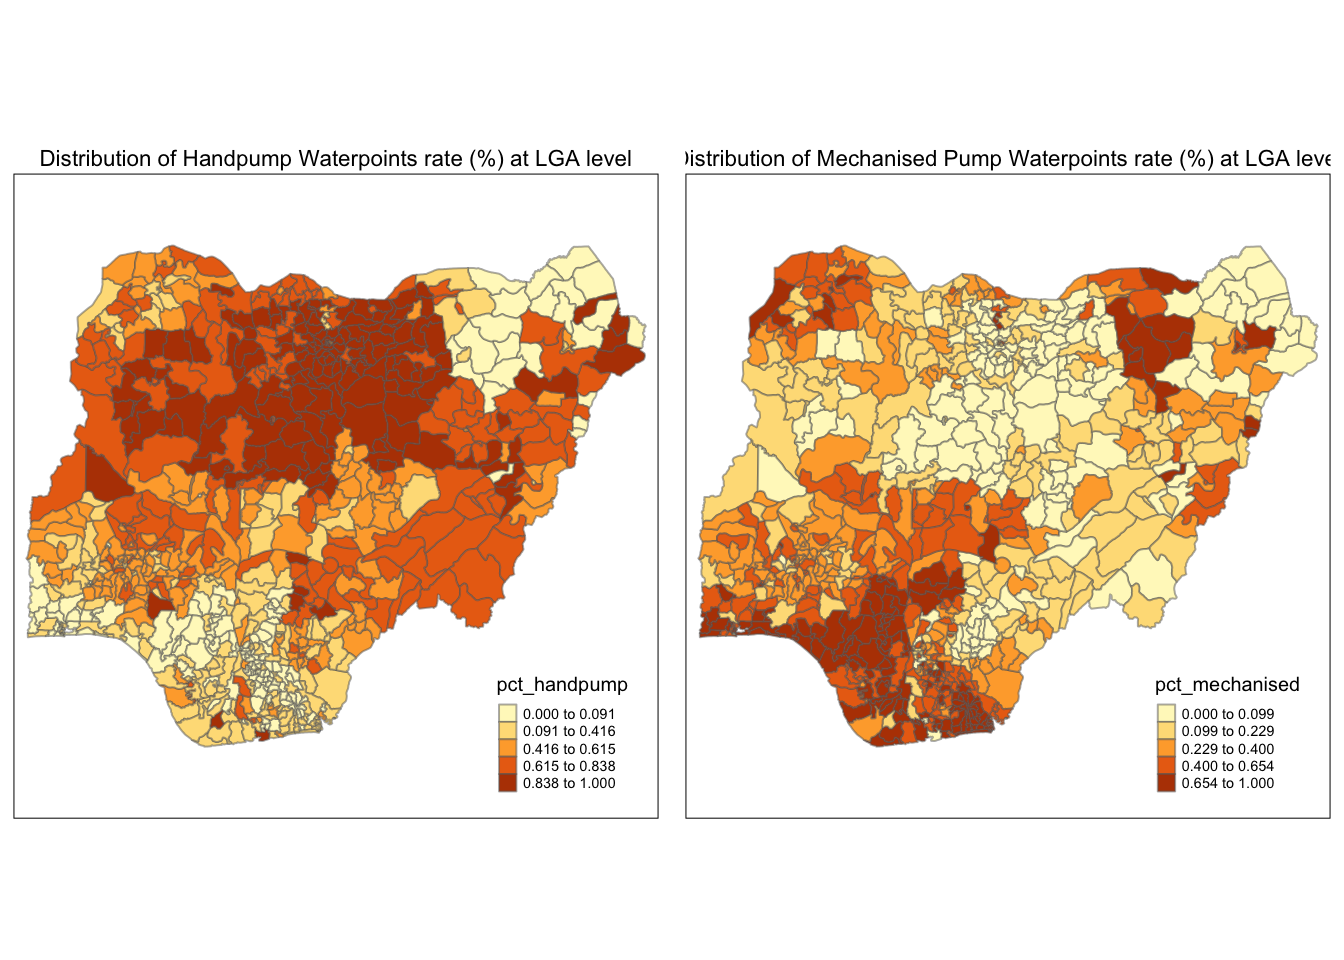 Distribution of Handpump Waterpoints rate (%) at LGA level
pct_handpump
0.000 to 0.091
0.091 to 0.416
0.416 to 0.615
0.615 to 0.838
0.838 to 1.000
Distribution of Mechanised Pump Waterpoints rate (%) at LGA leve
pct_mechanised
0.000 to 0.099
0.099 to 0.229
0.229 to 0.400
0.400 to 0.654
0.654 to 1.000